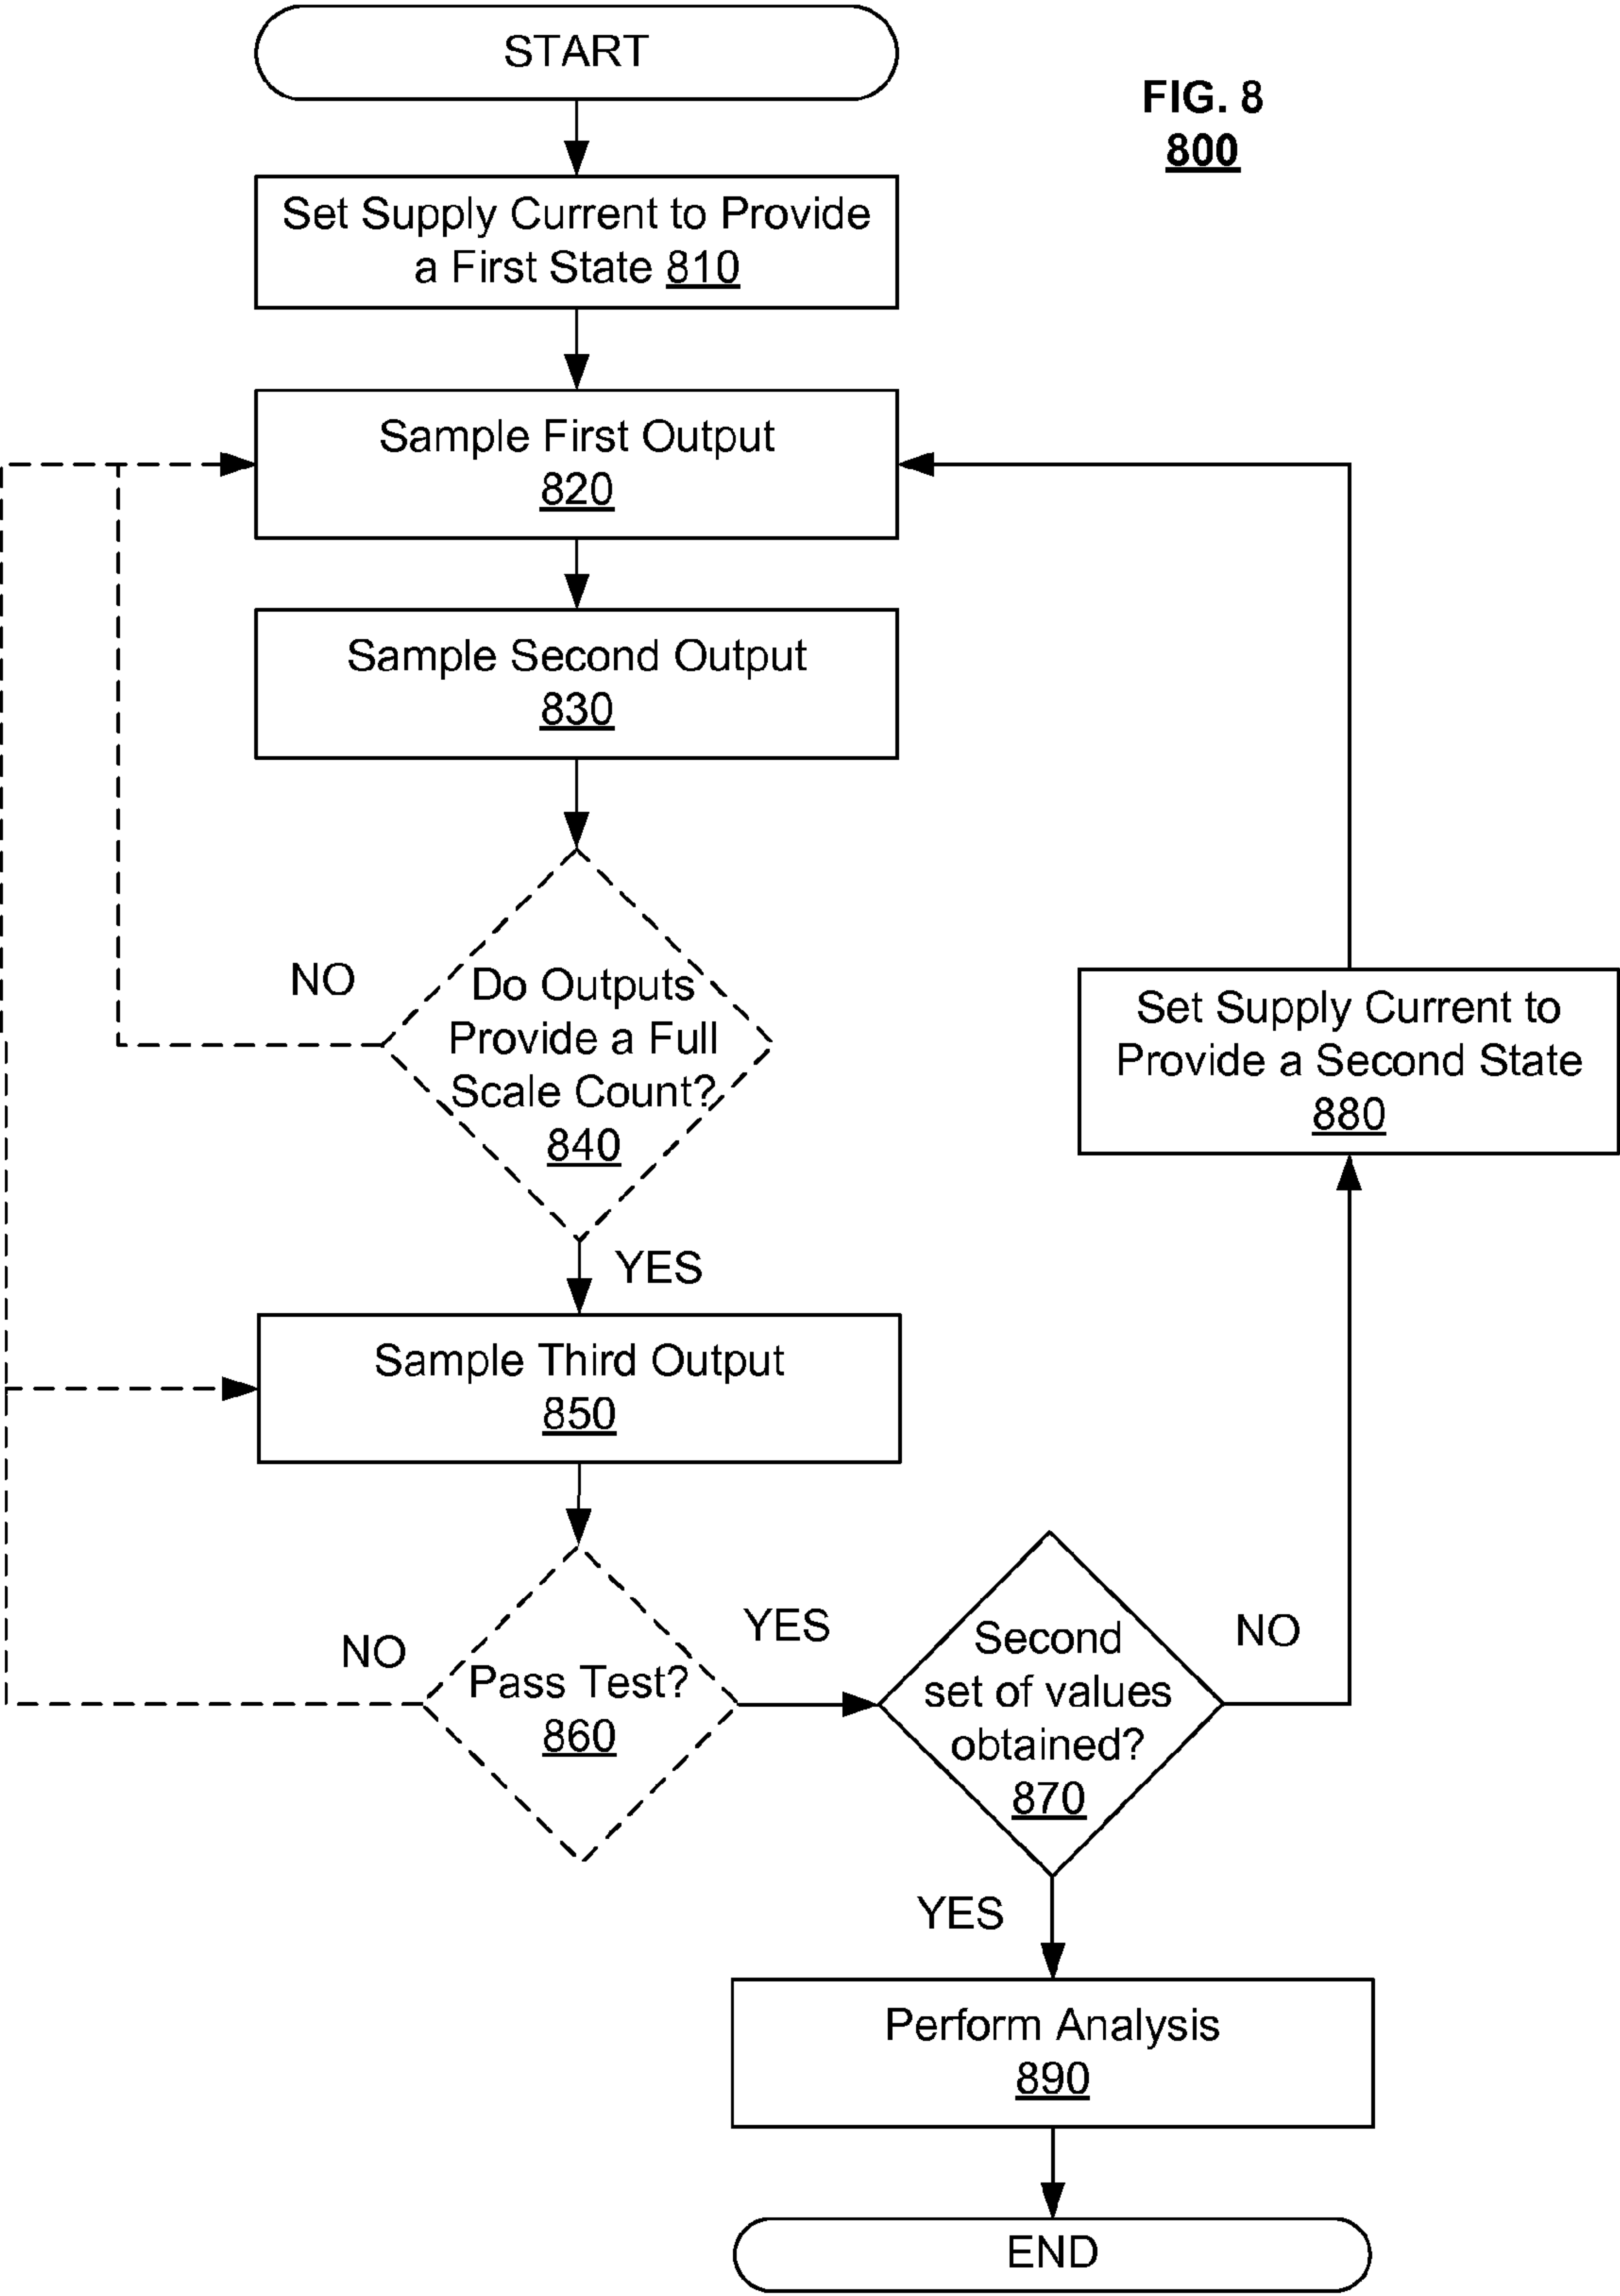 START
FIG. 8
800
Set Supply Current to Provide
a First State 810
Sample First Output
820
Sample Second Output
830
NO
Do Outputs
Provide a Full
Scale Count?
840
YES
Set Supply Current to
Provide a Second State
880
Sample Third Output
850
NO
Pass Test?
860
YES
Second
set of values
obtained?
870
NO
YES
Perform Analysis
890
END